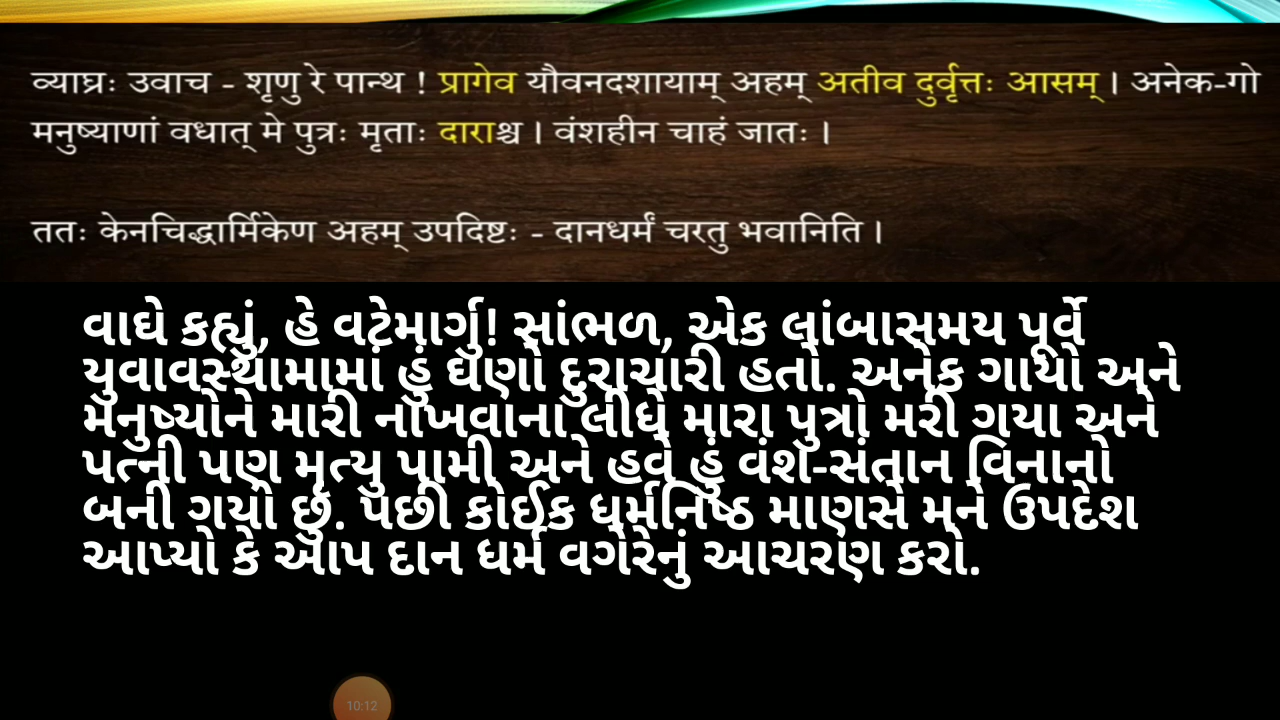 व्याघ्रः उवाच - शृणु रे पान्थ ! प्रागेव यौवनदशायाम् अहम् अतीव दुर्वृत्तः आसम् । अनेक-गो
मनुष्याणां वधात् मे पुत्रः मृताः दाराश्च । वंशहीन चाहं जातः ।
ततः केनचिद्धार्मिकेण अहम् उपदिष्टः - दानधर्मं चरतु भवानिति ।
વાઘે કહ્યું, હે વટેમાર્ગુ! સાંભળ, એક લાંબાસમય પૂર્વે
યુવાવસ્થામામાં હું ઘણો દુરાચારી હતો. અનેક ગાયો અને
મનુષ્યોને મારી નાખવાના લીધે મારા પુત્રો મરી ગયા અને
પત્ની પણ મૃત્યુ પામી અને હવે હું વંશ-સંતાન વિનાનો
બની ગયો છું. પછી કોઈક ધર્મનિષ્ઠ માણસે મને ઉપદેશ
આપ્યો કે આપ દાન ધર્મ વગેરેનું આચરણ કરો.
10:12